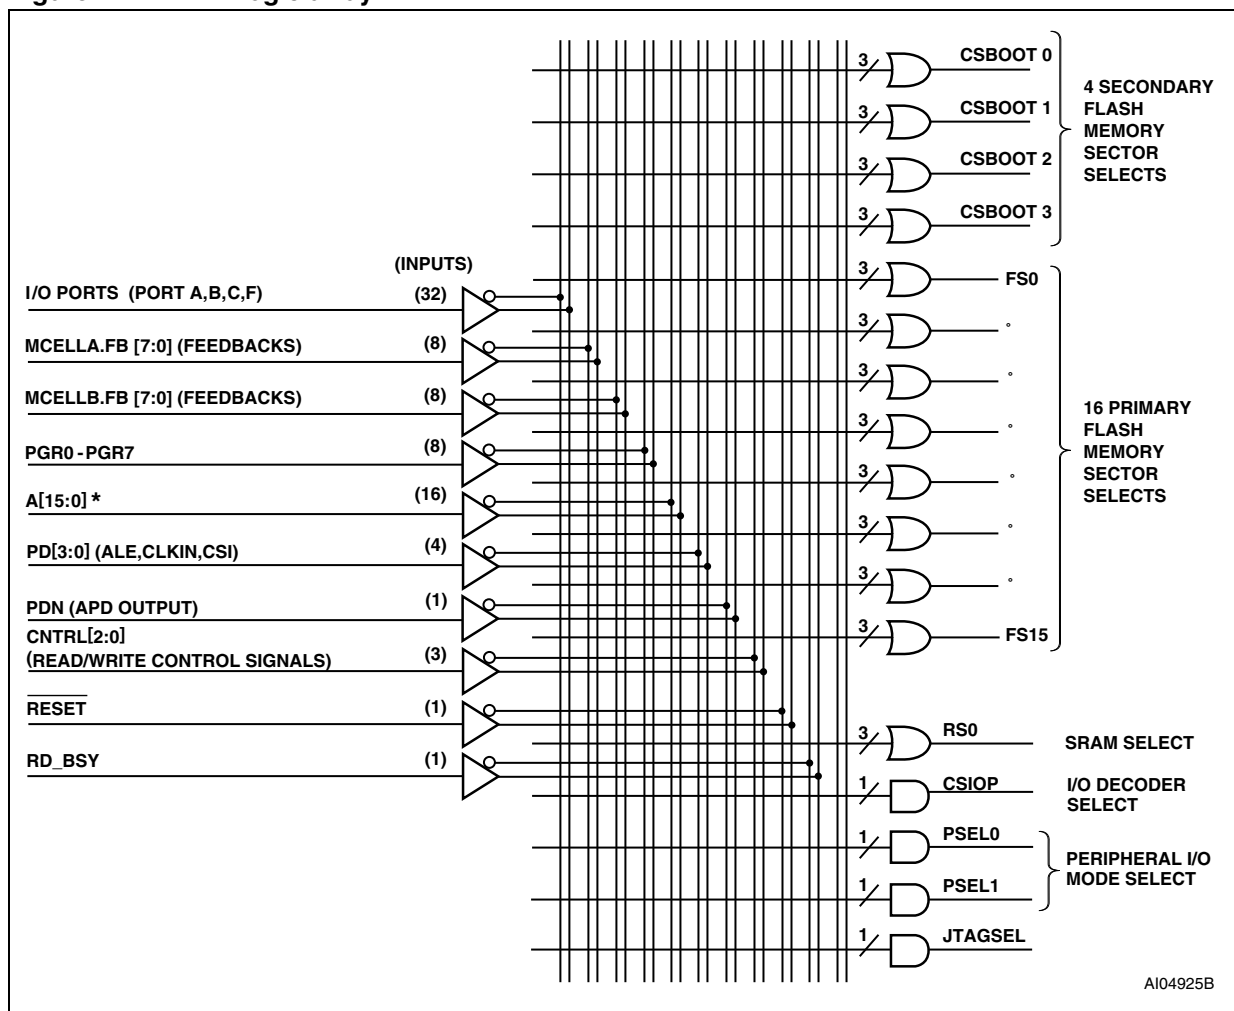 (INPUTS)
I/O PORTS (PORT A,B,C,F) (32)
MCELLA.FB [7:0] (FEEDBACKS) (8)
MCELLB.FB [7:0] (FEEDBACKS) (8)
PGR0 - PGR7 (8)
A[15:0] * (16)
PD[3:0] (ALE,CLKIN,CSI) (4)
PDN (APD OUTPUT) (1)
CNTRL[2:0]
(READ/WRITE CONTROL SIGNALS) (3)
RESET (1)
RD_BSY (1)
3 CSBOOT 0
3 CSBOOT 1
3 CSBOOT 2
3 CSBOOT 3
4 SECONDARY
FLASH
MEMORY
SECTOR
SELECTS
3 FS0
3
3
3
3
3
3
3 FS15
16 PRIMARY
FLASH
MEMORY
SECTOR
SELECTS
3 RS0 SRAM SELECT
1 CSIOP I/O DECODER
SELECT
1 PSEL0
1 PSEL1
PERIPHERAL I/O
MODE SELECT
1 JTAGSEL
AI04925B